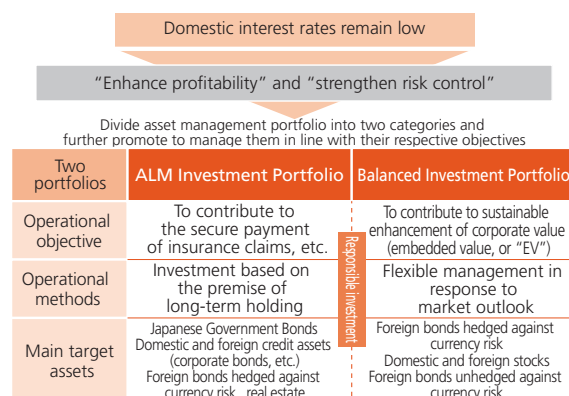 Domestic interest rates remain low
“Enhance profitability” and “strengthen risk control”
Divide asset management portfolio into two categories and
further promote to manage them in line with their respective objectives
Two
portfolios
ALM Investment Portfolio
Balanced Investment Portfolio
Operational
objective
To contribute to
the secure payment
of insurance claims, etc.
To contribute to sustainable
enhancement of corporate value
(embedded value, or “EV”)
Responsible investment
Operational
methods
Investment based on
the premise of
long-term holding
Flexible management in
response to
market outlook
Main target
assets
Japanese Government Bonds
Domestic and foreign credit assets
(corporate bonds, etc.)
Foreign bonds hedged against
currency risk, real estate
Foreign bonds hedged against
currency risk
Domestic and foreign stocks
Foreign bonds unhedged against
currency risk